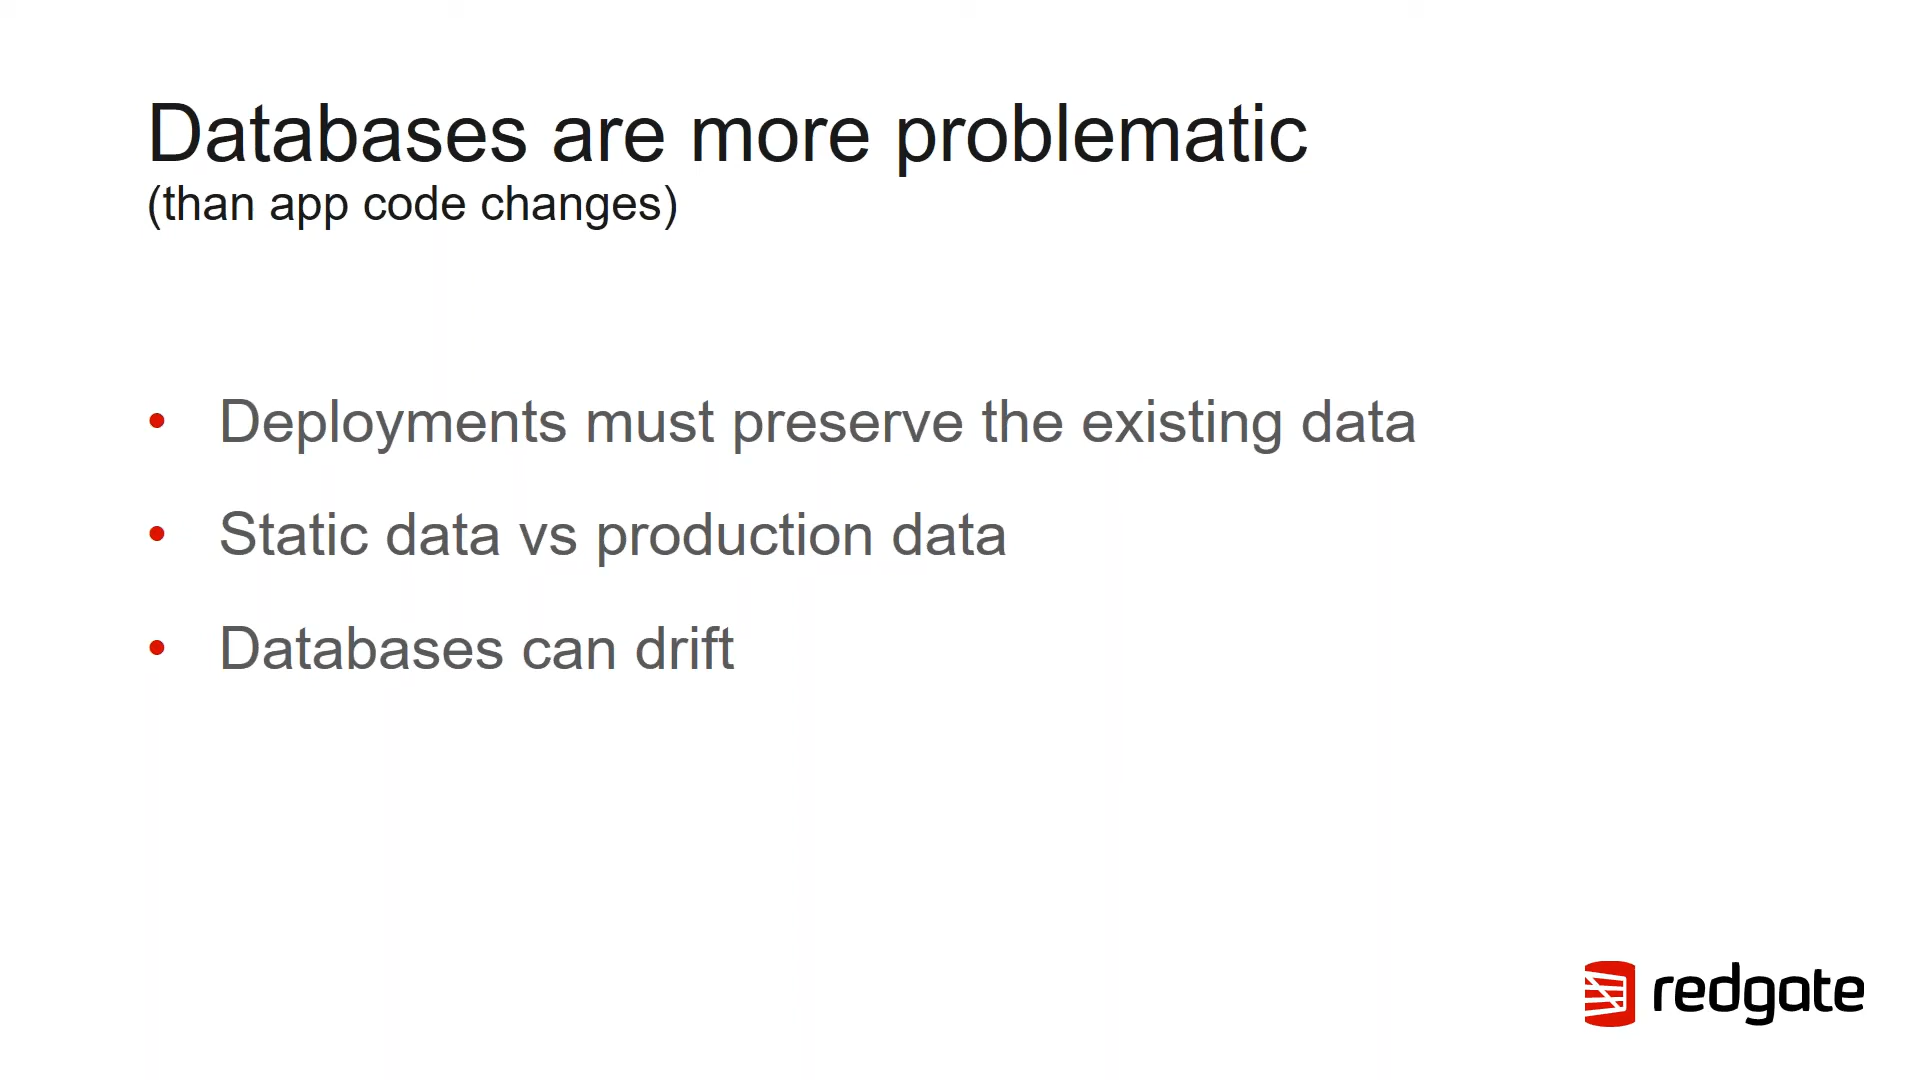 Databases are more problematic
(than app code changes)
• Deployments must preserve the existing data
• Static data vs production data
• Databases can drift
redgate